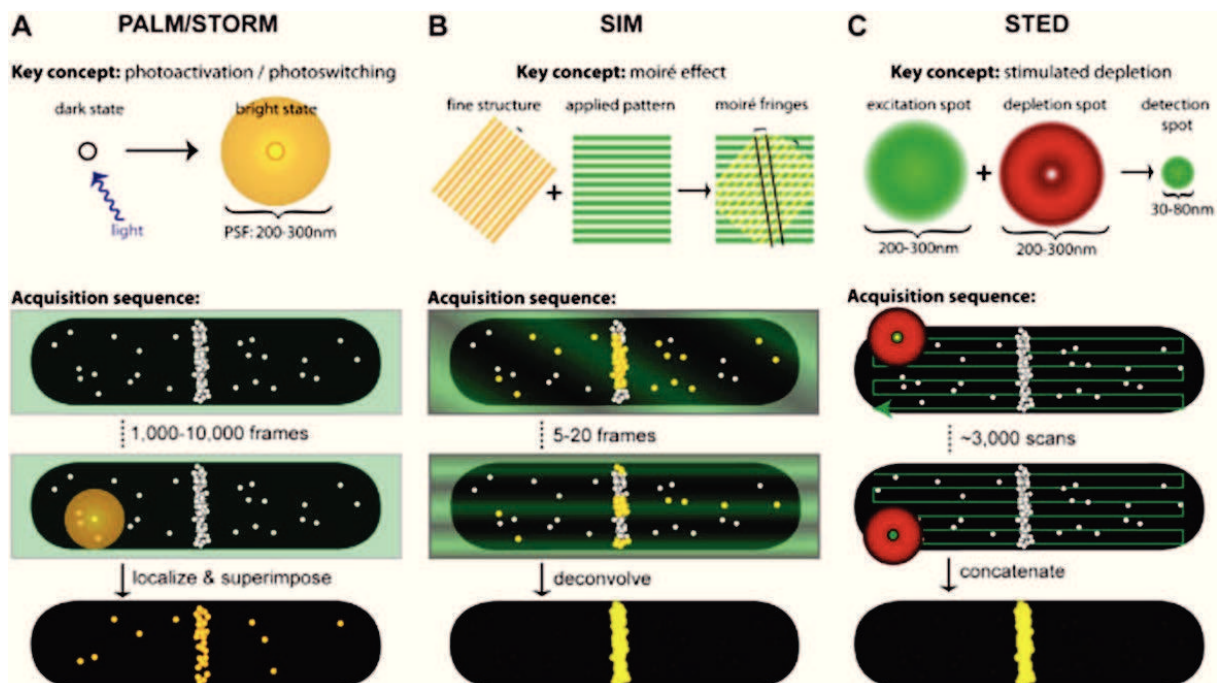 A PALM/STORM
Key concept: photoactivation / photoswitching
dark state
bright state
light
PSF: 200-300nm
Acquisition sequence:
1,000-10,000 frames
localize & superimpose
B SIM
Key concept: moiré effect
fine structure
applied pattern
moiré fringes
Acquisition sequence:
5-20 frames
deconvolve
C STED
Key concept: stimulated depletion
excitation spot
depletion spot
detection
spot
30-80nm
200-300nm
200-300nm
Acquisition sequence:
~3,000 scans
concatenate